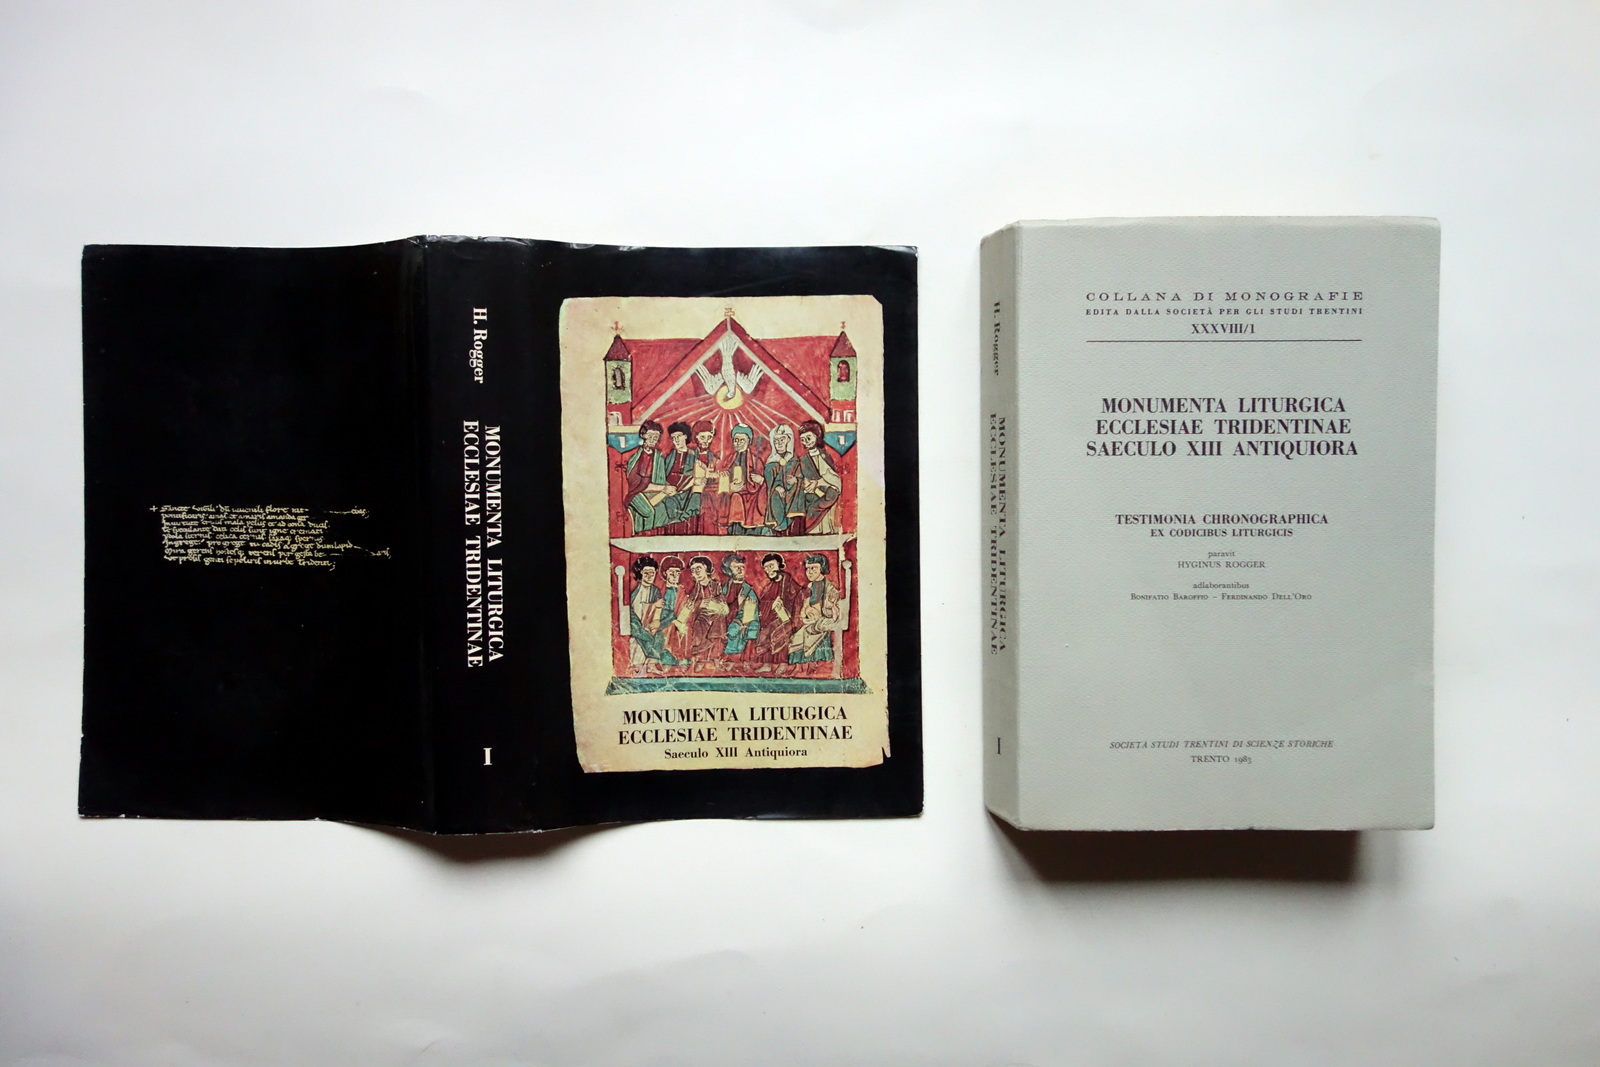 H. Rogger
MONUMENTA LITURGICA
ECCLESIAE TRIDENTINAE
I
MONUMENTA LITURGICA
ECCLESIAE TRIDENTINAE
Saeculo XIII Antiquiora
H. Rogger
MONUMENTA LITURGICA
ECCLESIAE TRIDENTINAE
I
COLLANA DI MONOGRAFIE
EDITA DALLA SOCIETÀ PER GLI STUDI TRENTINI
XXXVIII/1
MONUMENTA LITURGICA
ECCLESIAE TRIDENTINAE
SAECULO XIII ANTIQUIORA
TESTIMONIA CHRONOGRAPHICA
EX CODICIBUS LITURGICIS
paravit
HYGINUS ROGGER
adlaborantibus
BONIFATIO BAROFFIO – FERDINANDO DELL'ORO
SOCIETÀ STUDI TRENTINI DI SCIENZE STORICHE
TRENTO 1983